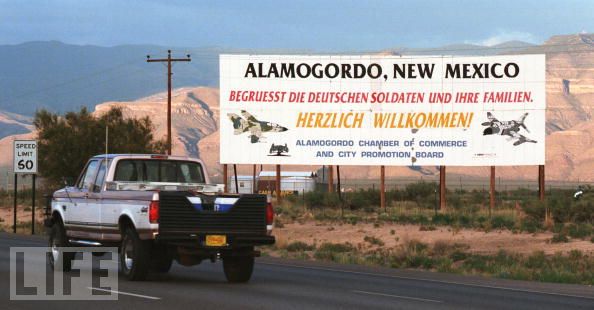 ALAMOGORDO, NEW MEXICO
BEGRUESST DIE DEUTSCHEN SOLDATEN UND IHRE FAMILIEN.
HERZLICH WILLKOMMEN!
ALAMOGORDO CHAMBER OF COMMERCE
AND CITY PROMOTION BOARD
SPEED
LIMIT
60
LIFE